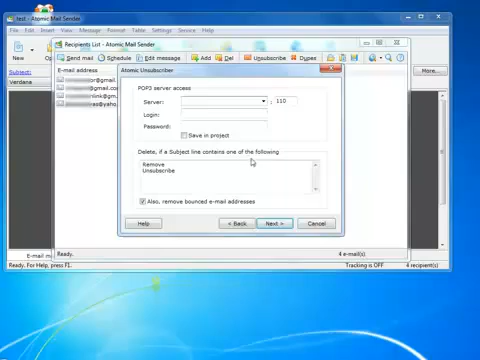 test - Atomic Mail Sender
File Edit Insert View Message Format Table Settings Service Help
New
Subject:
Verdana
More...
Recipients List - Atomic Mail Sender
Send mail Schedule Edit message Add Del Unsubscribe Dupes
E-mail address
or@gmail.
@gmail.com
nlink@gm
as@yaho
Atomic Unsubscriber
POP3 server access
Server: : 110
Login:
Password:
Save in project
Delete, if a Subject line contains one of the following
Remove
Unsubscribe
Also, remove bounced e-mail addresses
Help < Back Next > Cancel
Ready. 4 e-mail(s)
E-mail m
Ready. For Help, press F1. Tracking is OFF 4 recipient(s)